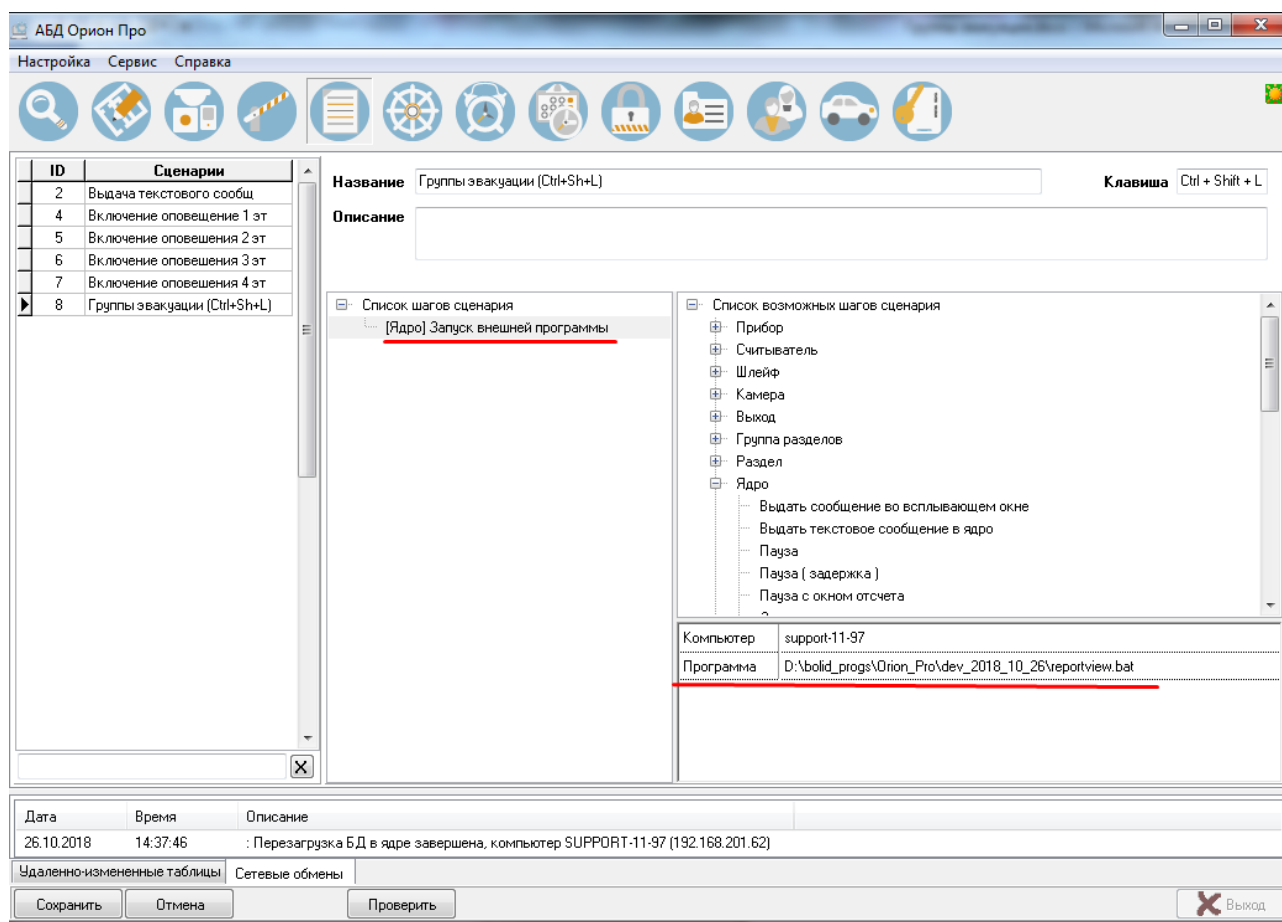 АБД Орион Про
Настройка Сервис Справка
ID Сценарии
2 Выдача текстового сообщ
4 Включение оповещение 1 эт
5 Включение оповешения 2 эт
6 Включение оповешения 3 эт
7 Включение оповешения 4 эт
8 Группы эвакуации (Ctrl+Sh+L)
Название Группы эвакуации (Ctrl+Sh+L) Клавиша Ctrl + Shift + L
Описание
Список шагов сценария
[Ядро] Запуск внешней программы
Список возможных шагов сценария
Прибор
Считыватель
Шлейф
Камера
Выход
Группа разделов
Раздел
Ядро
Выдать сообщение во всплывающем окне
Выдать текстовое сообщение в ядро
Пауза
Пауза ( задержка )
Пауза с окном отсчета
Компьютер support-11-97
Программа D:\bolid_progs\Orion_Pro\dev_2018_10_26\reportview.bat
Дата Время Описание
26.10.2018 14:37:46 : Перезагрузка БД в ядре завершена, компьютер SUPPORT-11-97 (192.168.201.62)
Удаленно-измененные таблицы Сетевые обмены
Сохранить Отмена Проверить Выход